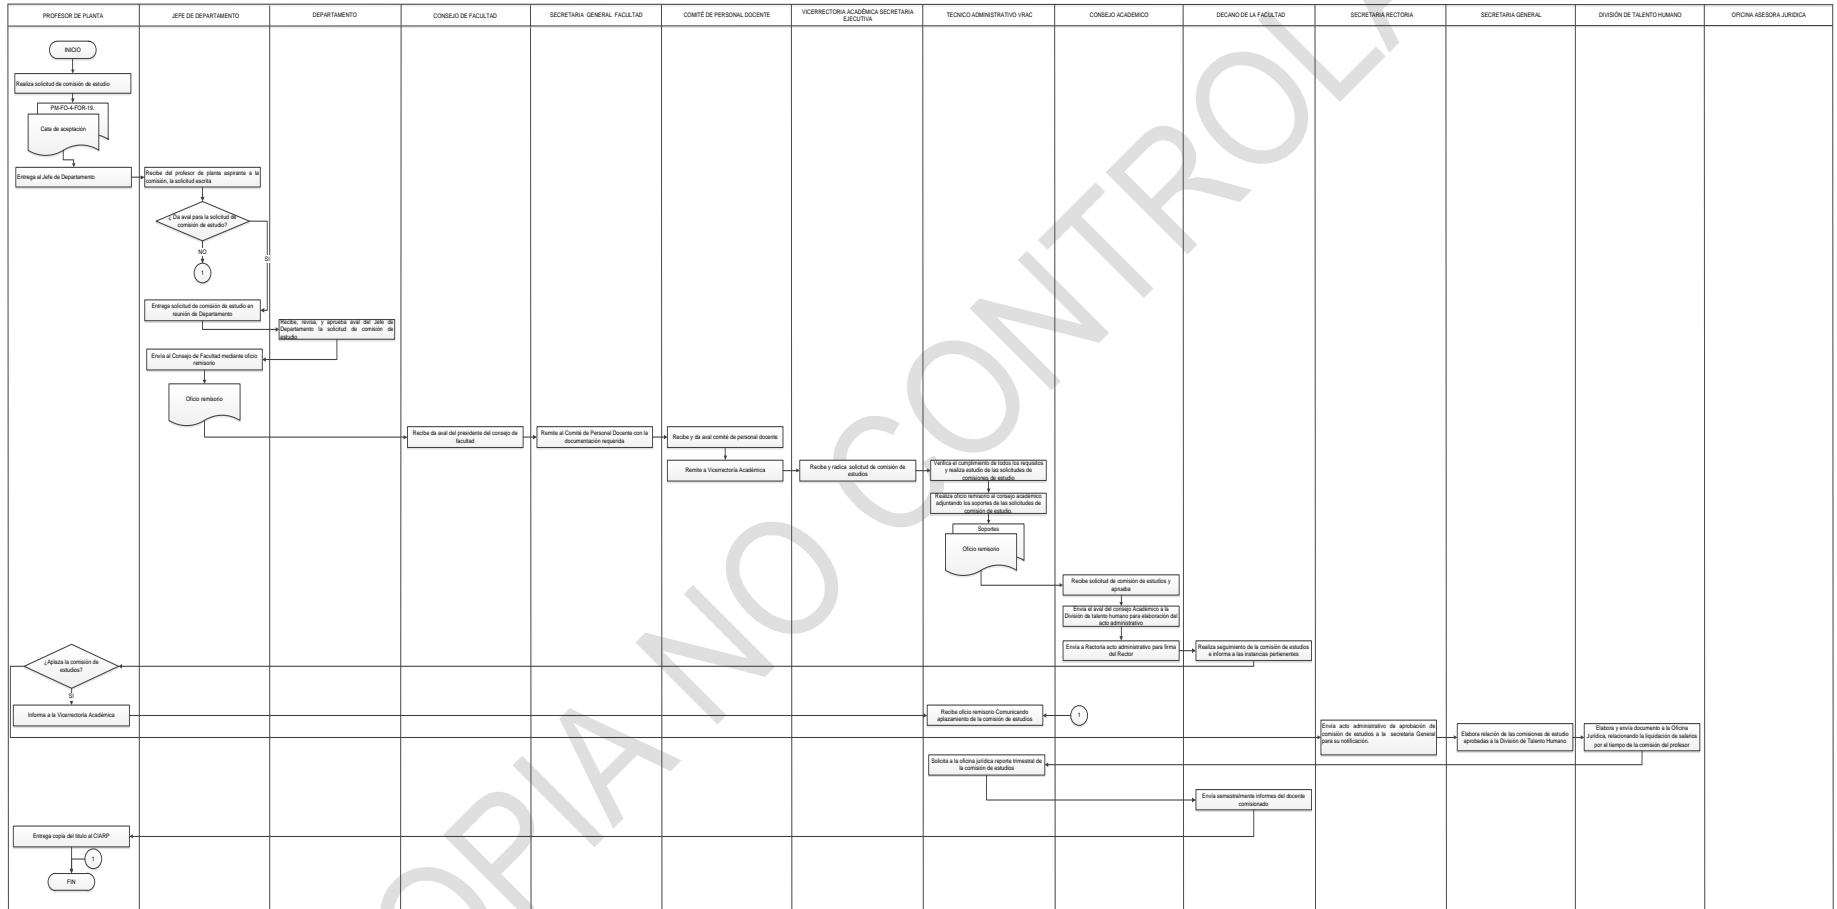 PROFESOR DE PLANTA
JEFE DE DEPARTAMENTO
DEPARTAMENTO
CONSEJO DE FACULTAD
SECRETARIA GENERAL FACULTAD
COMITÉ DE PERSONAL DOCENTE
VICERRECTORIA ACADÉMICA SECRETARIA
EJECUTIVA
TECNICO ADMINISTRATIVO VRAC
CONSEJO ACADEMICO
DECANO DE LA FACULTAD
SECRETARIA RECTORIA
SECRETARIA GENERAL
DIVISIÓN DE TALENTO HUMANO
OFICINA ASESORA JURIDICA
INICIO
Realiza solicitud de comisión de estudio
PM-FO-4-FOR-19.
Cata de aceptación
Entrega al Jefe de Departamento
Recibe del profesor de planta aspirante a la
comisión, la solicitud escrita
¿ Da aval para la solicitud de
comisión de estudio?
NO
SI
1
Entrega solicitud de comisión de estudio en
reunión de Departamento
Recibe, revisa, y aprueba aval del Jefe de
Departamento la solicitud de comisión de
estudio
Envía al Consejo de Facultad mediante oficio
remisorio
Oficio remisorio
Recibe da aval del presidente del consejo de
facultad
Remite al Comité de Personal Docente con la
documentación requerida
Recibe y da aval comité de personal docente
Remite a Vicerrectoría Académica
Recibe y radica solicitud de comisión de
estudios
Verifica el cumplimiento de todos los requisitos
y realiza estudio de las solicitudes de
comisiones de estudio
Realiza oficio remisorio al consejo académico
adjuntando los soportes de las solicitudes de
comisión de estudio.
Soportes
Oficio remisorio
Recibe solicitud de comisión de estudios y
aprueba
Envía el aval del consejo Académico a la
División de talento humano para elaboración del
acto administrativo
Envía a Rectoría acto administrativo para firma
del Rector
Realiza seguimiento de la comisión de estudios
e informa a las instancias pertienentes
¿Aplaza la comisión de
estudios?
SI
Informa a la Vicerrectoría Académica
Recibe oficio remisorio Comunicando
aplazamiento de la comisión de estudios
1
Envía acto administrativo de aprobación de
comisión de estudios a la secretaria General
para su notificación.
Elabora relación de las comisiones de estudio
aprobadas a la División de Talento Humano
Elabora y envía documento a la Oficina
Jurídica, relacionando la liquidación de salarios
por el tiempo de la comisión del profesor
Solicita a la oficina jurídica reporte trimestral de
la comisión de estudios
Envía semestralmente informes del docente
comisionado
Entrega copia del titulo al CIARP
1
FIN
OPIA NO CONTROLA